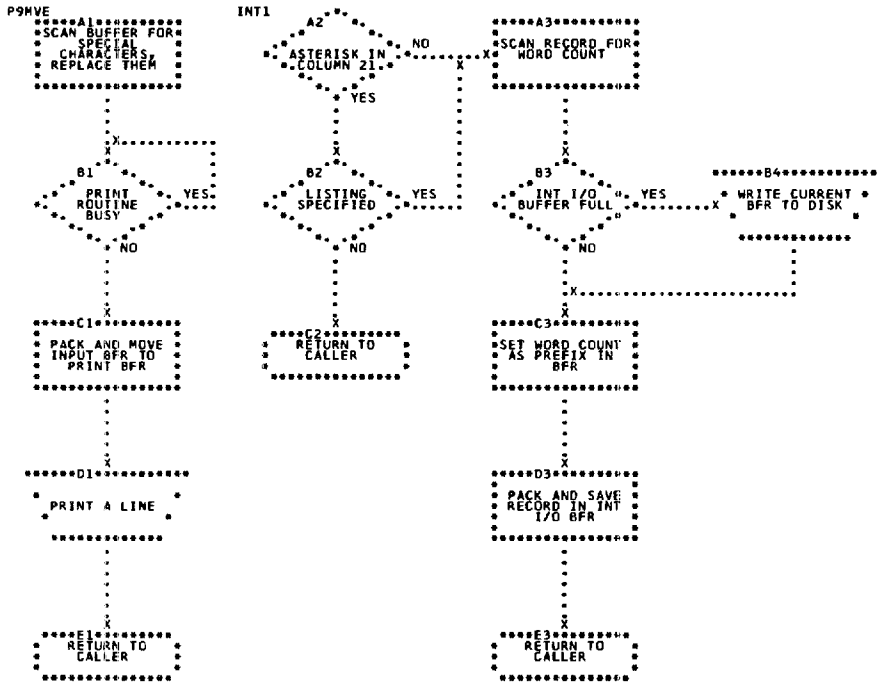 P9MVE
A1
SCAN BUFFER FOR
SPECIAL
CHARACTERS,
REPLACE THEM
X
X
B1
PRINT
ROUTINE
BUSY
YES
NO
X
C1
PACK AND MOVE
INPUT BFR TO
PRINT BFR
X
D1
PRINT A LINE
X
E1
RETURN TO
CALLER
INT1
A2
ASTERISK IN
COLUMN 21
NO
X
X
YES
X
B2
LISTING
SPECIFIED
YES
NO
X
C2
RETURN TO
CALLER
A3
SCAN RECORD FOR
WORD COUNT
X
B3
INT I/O
BUFFER FULL
YES
X
NO
B4
WRITE CURRENT
BFR TO DISK
X
X
C3
SET WORD COUNT
AS PREFIX IN
BFR
X
D3
PACK AND SAVE
RECORD IN INT
I/O BFR
X
E3
RETURN TO
CALLER